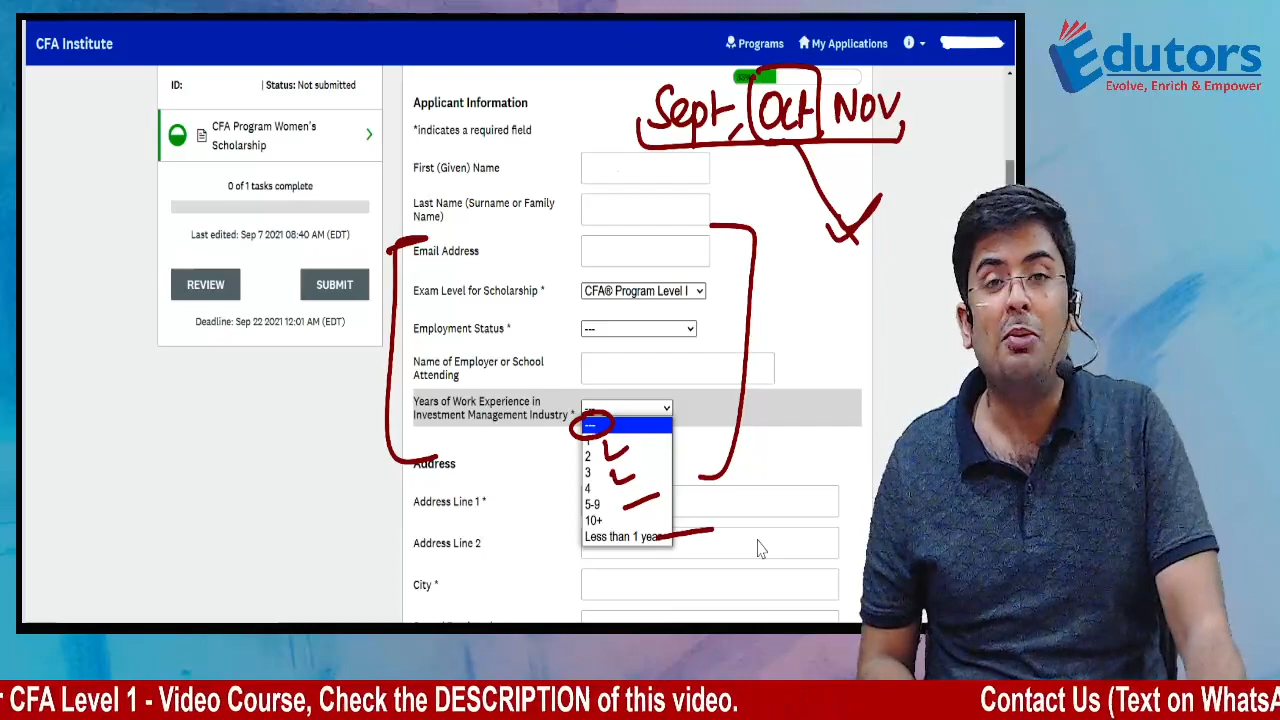 CFA Institute
Programs
My Applications
Edutors
Evolve, Enrich & Empower
ID:
| Status: Not submitted
CFA Program Women's
Scholarship
0 of 1 tasks complete
Last edited: Sep 7 2021 08:40 AM (EDT)
REVIEW
SUBMIT
Deadline: Sep 22 2021 12:01 AM (EDT)
Sept, Oct Nov
Applicant Information
*indicates a required field
First (Given) Name
Last Name (Surname or Family
Name)
Email Address
Exam Level for Scholarship *
CFA® Program Level I
Employment Status *
---
Name of Employer or School
Attending
Years of Work Experience in
Investment Management Industry *
---
---
1
2
3
4
5-9
10+
Less than 1 year
Address
Address Line 1 *
Address Line 2
City *
r CFA Level 1 - Video Course, Check the DESCRIPTION of this video.
Contact Us (Text on WhatsA